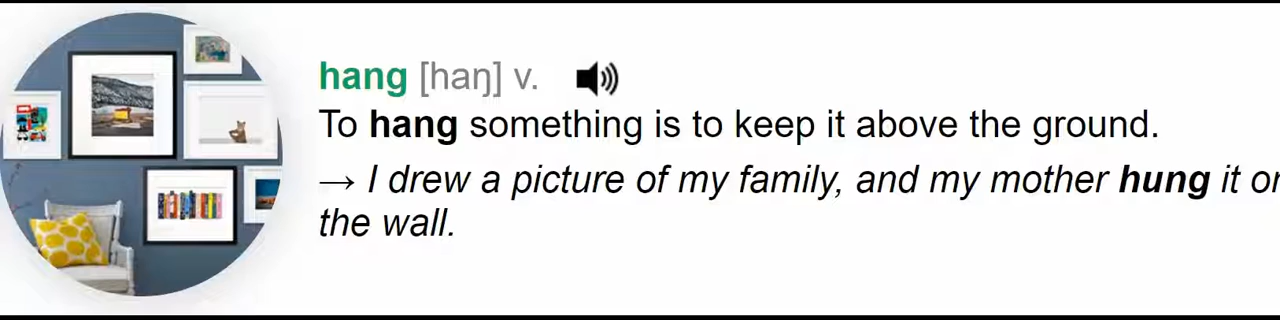 hang [haŋ] v.
To hang something is to keep it above the ground.
→ I drew a picture of my family, and my mother hung it on
the wall.